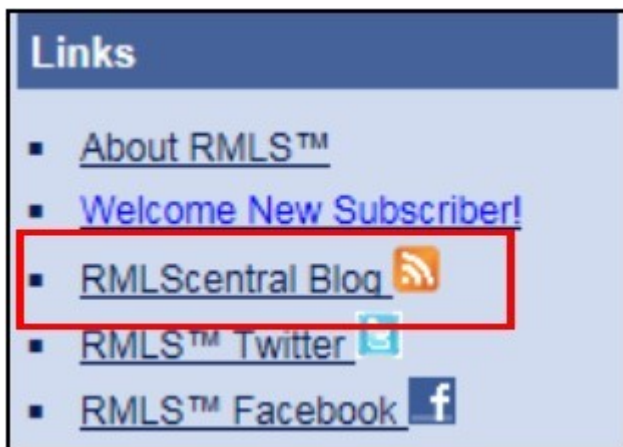 Links
About RMLS™
Welcome New Subscriber!
RMLScentral Blog
RMLS™ Twitter
RMLS™ Facebook